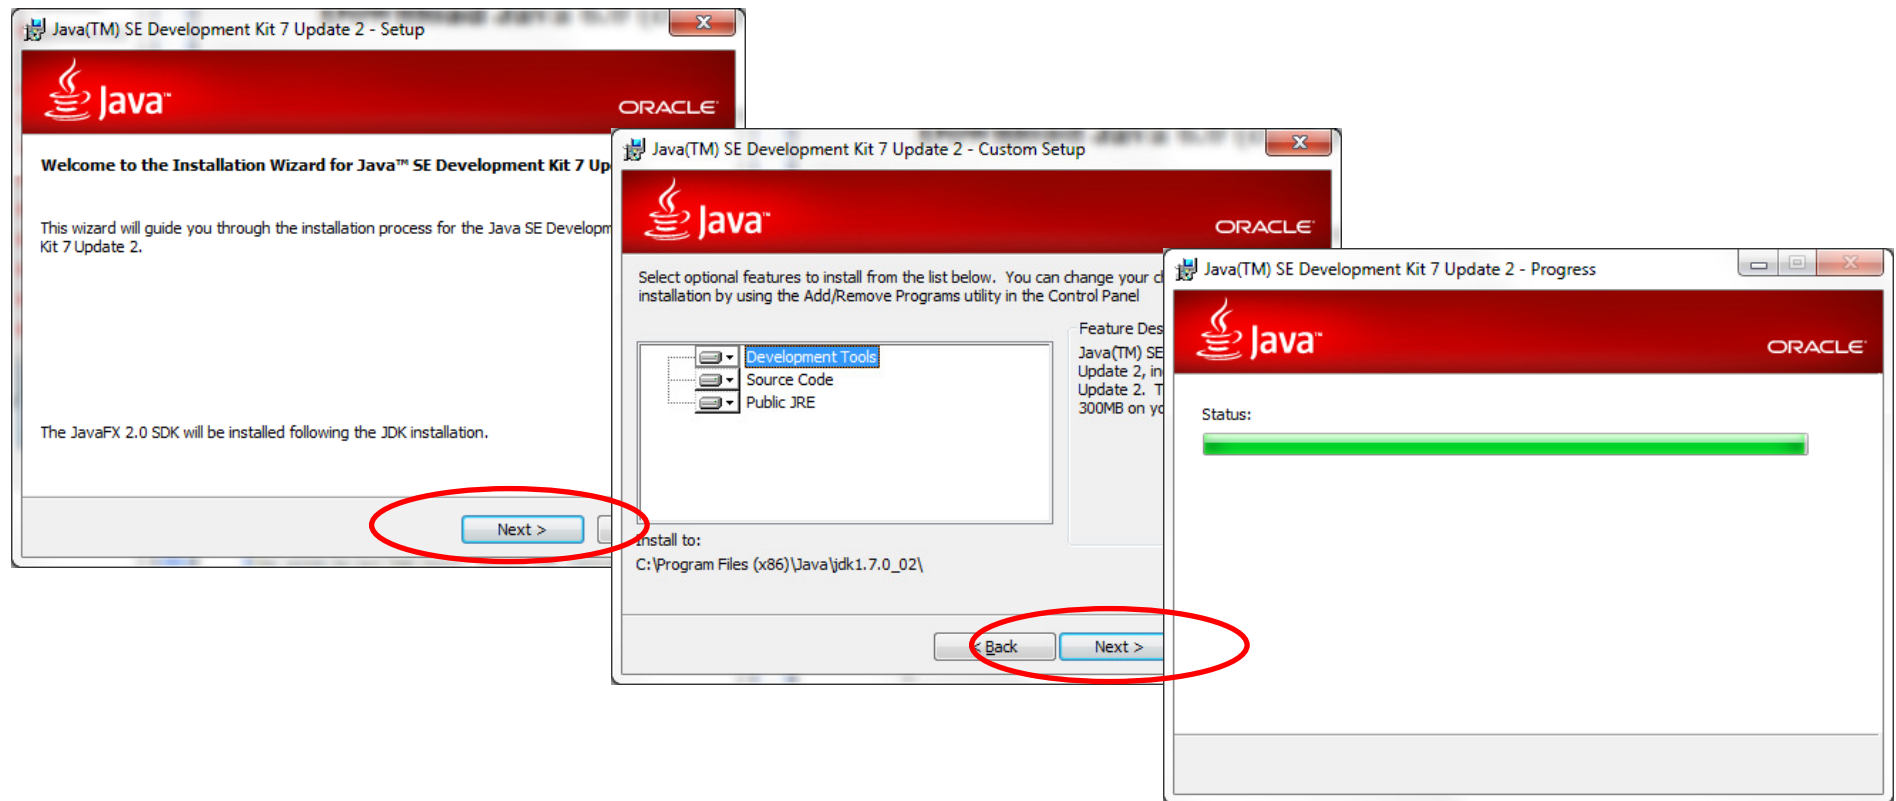 Java(TM) SE Development Kit 7 Update 2 - Setup
Java™
ORACLE
Welcome to the Installation Wizard for Java™ SE Development Kit 7 Up
This wizard will guide you through the installation process for the Java SE Developm
Kit 7 Update 2.
The JavaFX 2.0 SDK will be installed following the JDK installation.
Next >
Java(TM) SE Development Kit 7 Update 2 - Custom Setup
Java™
ORACLE
Select optional features to install from the list below. You can change your c
installation by using the Add/Remove Programs utility in the Control Panel
Development Tools
Source Code
Public JRE
Feature Des
Java(TM) SE
Update 2, in
Update 2. T
300MB on yo
Install to:
C:\Program Files (x86)\Java\jdk1.7.0_02\
< Back
Next >
Java(TM) SE Development Kit 7 Update 2 - Progress
Java™
ORACLE
Status: